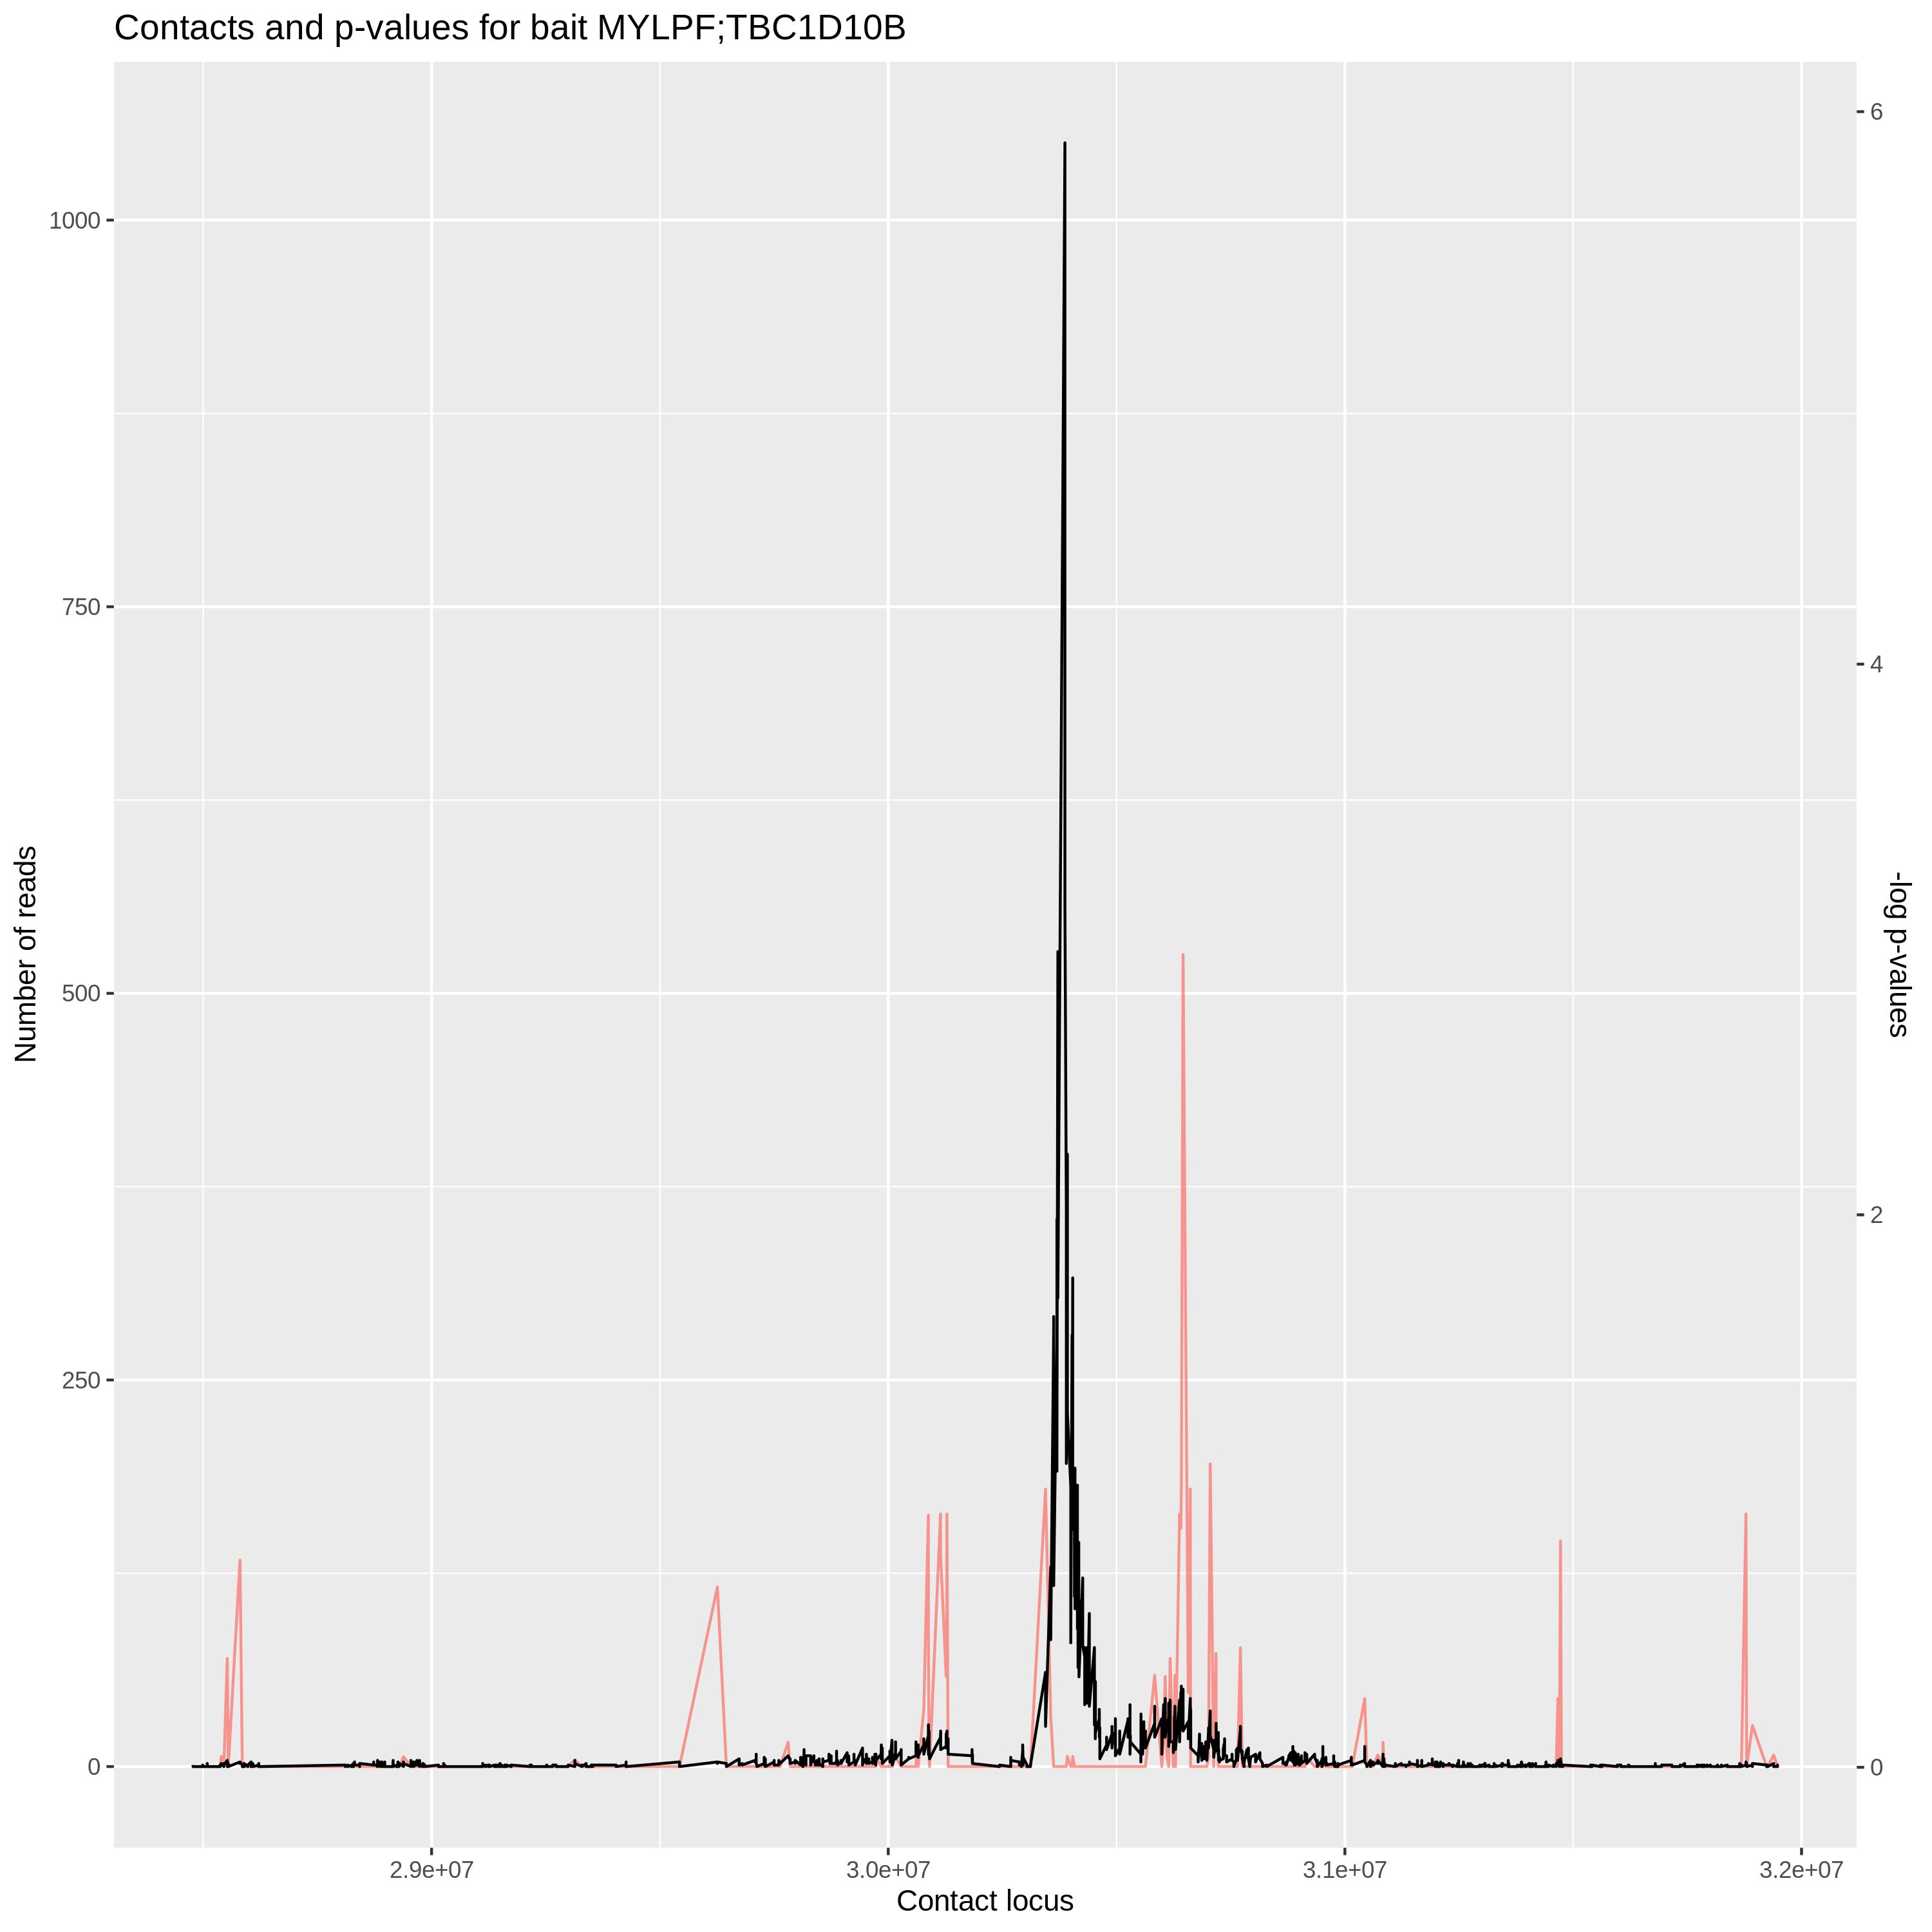 Contacts and p-values for bait MYLPF;TBC1D10B
1000
750
500
250
0
Number of reads
6
4
2
0
-log p-values
2.9e+07
3.0e+07
3.1e+07
3.2e+07
Contact locus